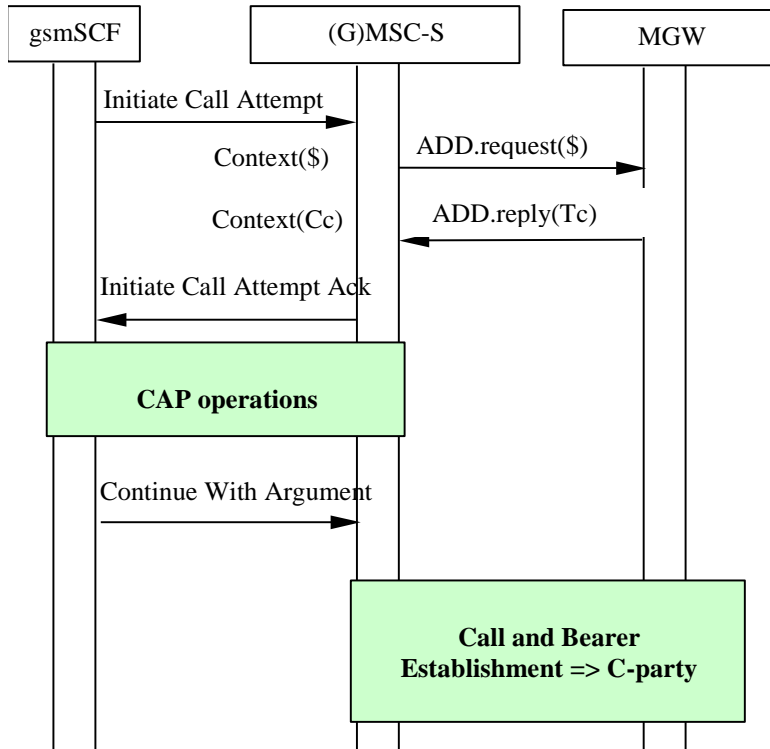 gsmSCF
(G)MSC-S
MGW
Initiate Call Attempt
Context($)
ADD.request($)
Context(Cc)
ADD.reply(Tc)
Initiate Call Attempt Ack
CAP operations
Continue With Argument
Call and Bearer
Establishment => C-party